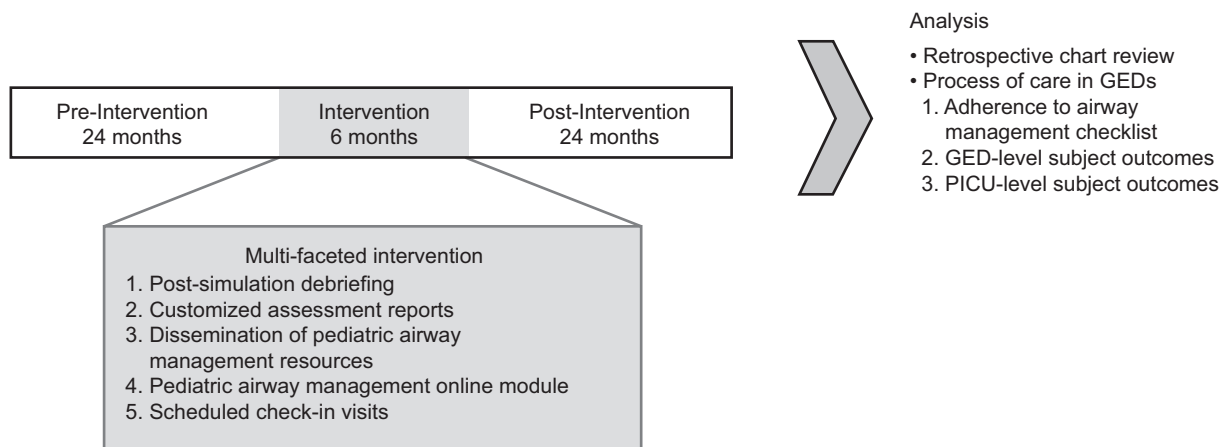 Pre-Intervention
24 months
Intervention
6 months
Post-Intervention
24 months
Multi-faceted intervention
1. Post-simulation debriefing
2. Customized assessment reports
3. Dissemination of pediatric airway
management resources
4. Pediatric airway management online module
5. Scheduled check-in visits
Analysis
• Retrospective chart review
• Process of care in GEDs
1. Adherence to airway
management checklist
2. GED-level subject outcomes
3. PICU-level subject outcomes